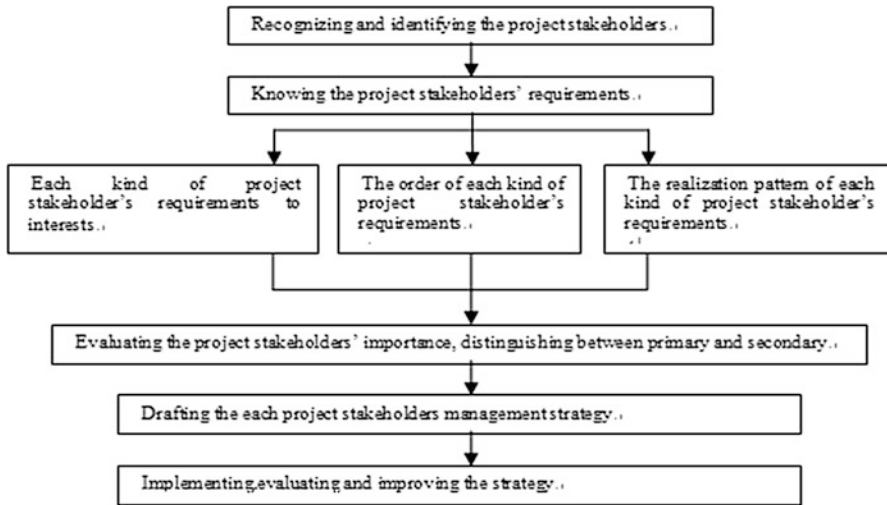 Recognizing and identifying the project stakeholders.
Knowing the project stakeholders' requirements.
Each kind of project
stakeholder's requirements to
interests.
The order of each kind of
project stakeholder's
requirements.
The realization pattern of each
kind of project stakeholder's
requirements.
Evaluating the project stakeholders' importance, distinguishing between primary and secondary.
Drafting the each project stakeholders management strategy.
Implementing,evaluating and improving the strategy.